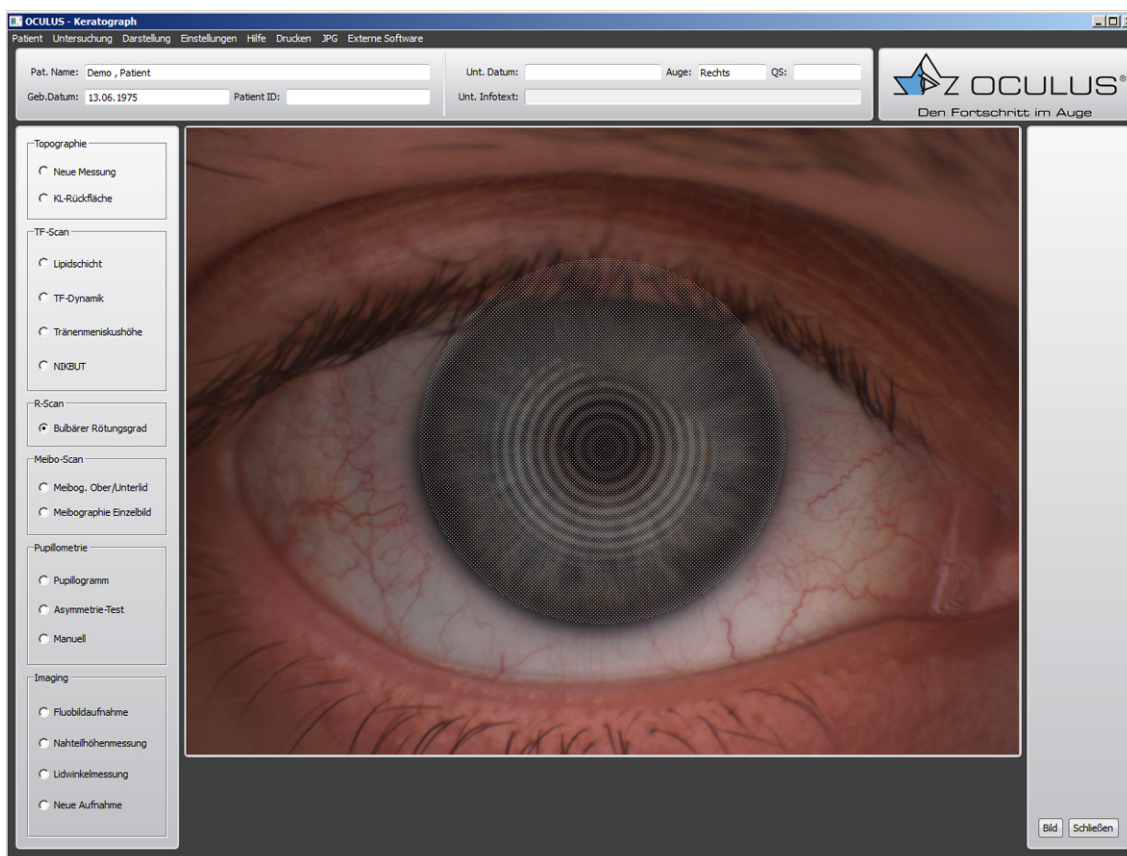 OCULUS - Keratograph
Patient Untersuchung Darstellung Einstellungen Hilfe Drucken JPG Externe Software
Pat. Name: Demo , Patient
Geb.Datum: 13.06.1975 Patient ID:
Unt. Datum: Auge: Rechts QS:
Unt. Infotext:
OCULUS®
Den Fortschritt im Auge
Topographie
Neue Messung
KL-Rückfläche
TF-Scan
Lipidschicht
TF-Dynamik
Tränenmeniskushöhe
NIKBUT
R-Scan
Bulbärer Rötungsgrad
Meibo-Scan
Meibog. Ober/Unterlid
Meibographie Einzelbild
Pupillometrie
Pupillogramm
Asymmetrie-Test
Manuell
Imaging
Fluobildaufnahme
Nahteilhöhenmessung
Lidwinkelmessung
Neue Aufnahme
Bild Schließen